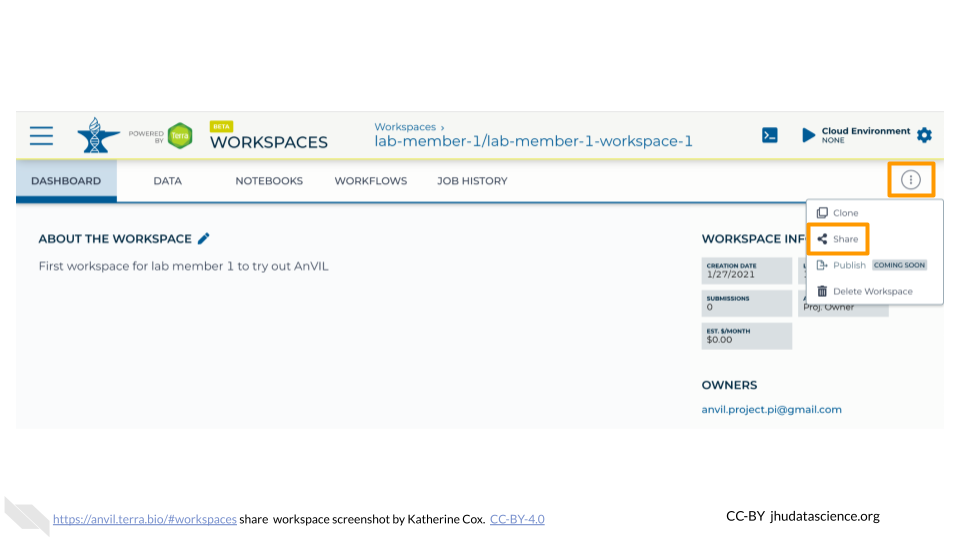 POWERED BY
Terra
BETA
WORKSPACES
Workspaces ›
lab-member-1/lab-member-1-workspace-1
Cloud Environment
NONE
DASHBOARD DATA NOTEBOOKS WORKFLOWS JOB HISTORY
Clone
Share
Publish COMING SOON
Delete Workspace
ABOUT THE WORKSPACE
First workspace for lab member 1 to try out AnVIL
WORKSPACE INF
CREATION DATE
1/27/2021
SUBMISSIONS
0
Proj. Owner
EST. $/MONTH
$0.00
OWNERS
anvil.project.pi@gmail.com
https://anvil.terra.bio/#workspaces share workspace screenshot by Katherine Cox. CC-BY-4.0
CC-BY jhudatascience.org